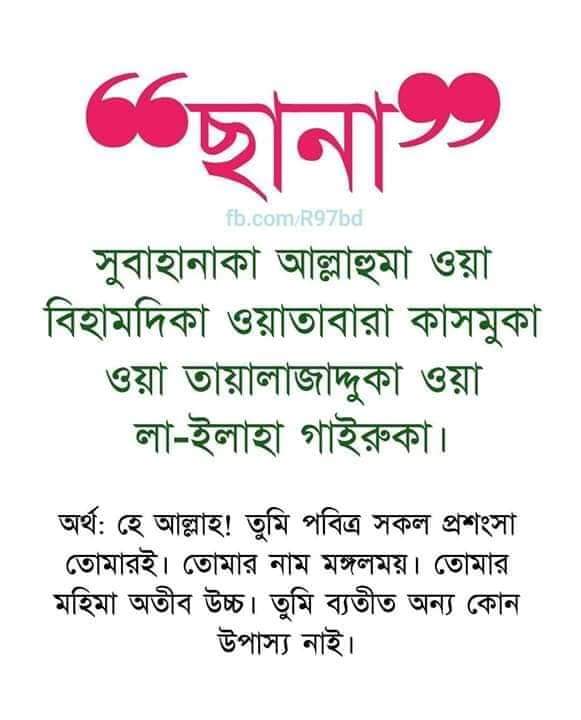 “ছানা”
fb.com/R97bd
সুবাহানাকা আল্লাহুমা ওয়া
বিহামদিকা ওয়াতাবারা কাসমুকা
ওয়া তায়ালাজাদ্দুকা ওয়া
লা-ইলাহা গাইরুকা।
অর্থ: হে আল্লাহ! তুমি পবিত্র সকল প্রশংসা
তোমারই। তোমার নাম মঙ্গলময়। তোমার
মহিমা অতীব উচ্চ। তুমি ব্যতীত অন্য কোন
উপাস্য নাই।